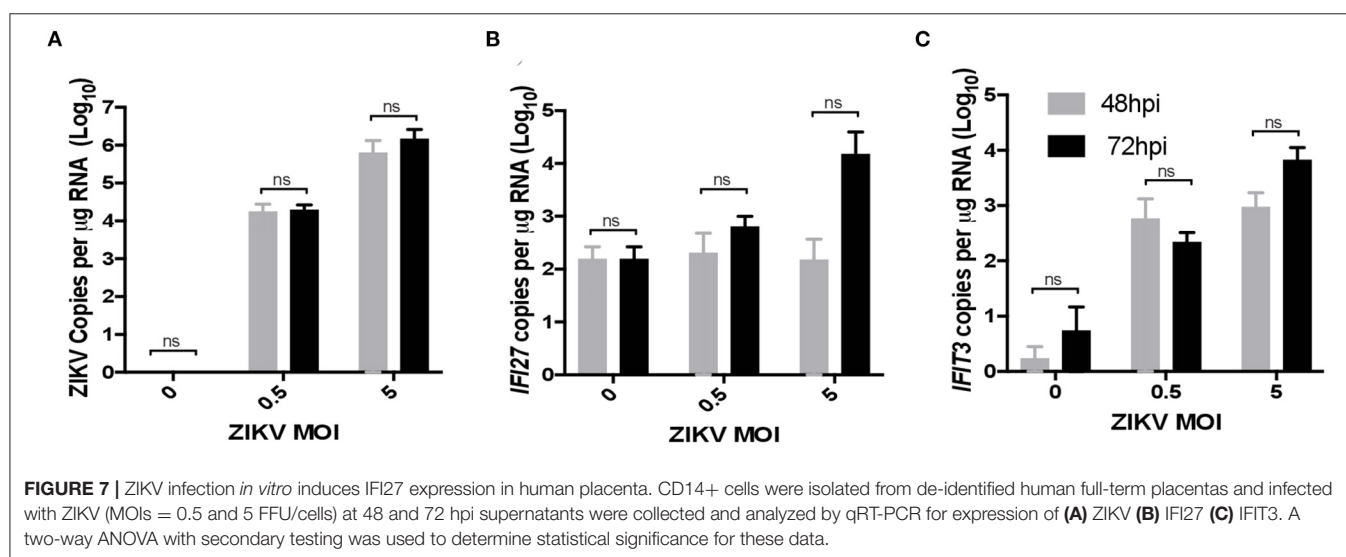 A
ZIKV Copies per µg RNA (Log10)
7
6
5
4
3
2
1
0
ns
ns
ns
0
0.5
5
ZIKV MOI
B
IFI27 copies per µg RNA (Log10)
5
4
3
2
1
0
ns
ns
ns
0
0.5
5
ZIKV MOI
C
IFIT3 copies per µg RNA (Log10)
5
4
3
2
1
0
48hpi
72hpi
ns
ns
ns
0
0.5
5
ZIKV MOI
FIGURE 7 | ZIKV infection in vitro induces IFI27 expression in human placenta. CD14+ cells were isolated from de-identified human full-term placentas and infected
with ZIKV (MOIs = 0.5 and 5 FFU/cells) at 48 and 72 hpi supernatants were collected and analyzed by qRT-PCR for expression of (A) ZIKV (B) IFI27 (C) IFIT3. A
two-way ANOVA with secondary testing was used to determine statistical significance for these data.